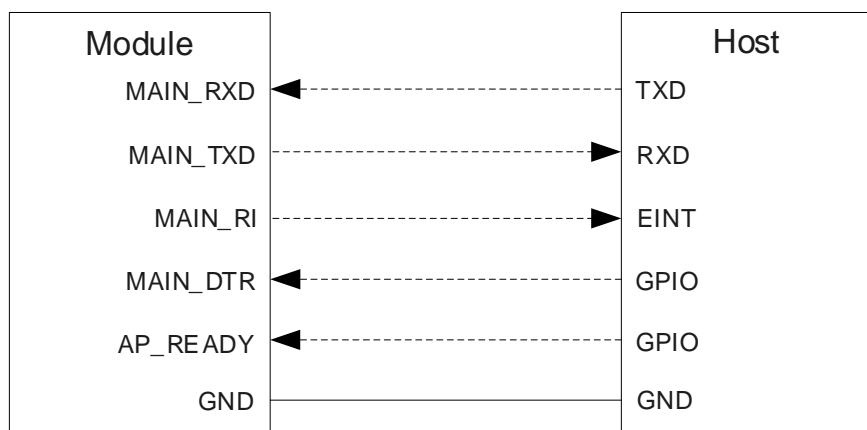 Module Host
MAIN_RXD TXD
MAIN_TXD RXD
MAIN_RI EINT
MAIN_DTR GPIO
AP_READY GPIO
GND GND